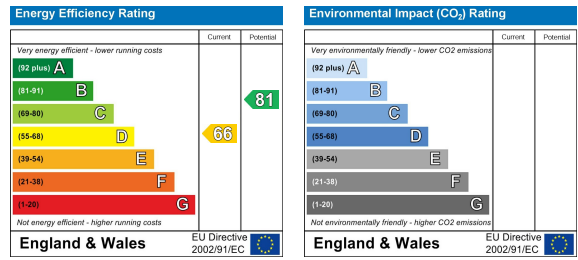 Energy Efficiency Rating
Current Potential
Very energy efficient - lower running costs
(92 plus) A
(81-91) B
(69-80) C
(55-68) D
(39-54) E
(21-38) F
(1-20) G
66
81
Not energy efficient - higher running costs
England & Wales
EU Directive
2002/91/EC
Environmental Impact (CO₂) Rating
Current Potential
Very environmentally friendly - lower CO2 emissions
(92 plus) A
(81-91) B
(69-80) C
(55-68) D
(39-54) E
(21-38) F
(1-20) G
Not environmentally friendly - higher CO2 emissions
England & Wales
EU Directive
2002/91/EC